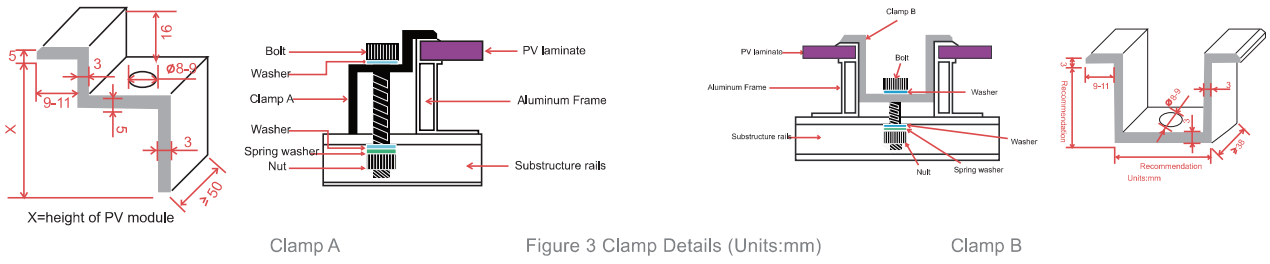 16
5
3
ø8-9
9-11
5
X
3
≥50
X=height of PV module
Bolt
Washer
Clamp A
Washer
Spring washer
Nut
PV laminate
Aluminum Frame
Substructure rails
Clamp B
PV laminate
Bolt
Aluminum Frame
Washer
Substructure rails
Washer
Spring washer
Nult
3
9-11
Recommendation
ø8-9
3
3
≥38
Recommendation
Units:mm
Clamp A
Figure 3 Clamp Details (Units:mm)
Clamp B